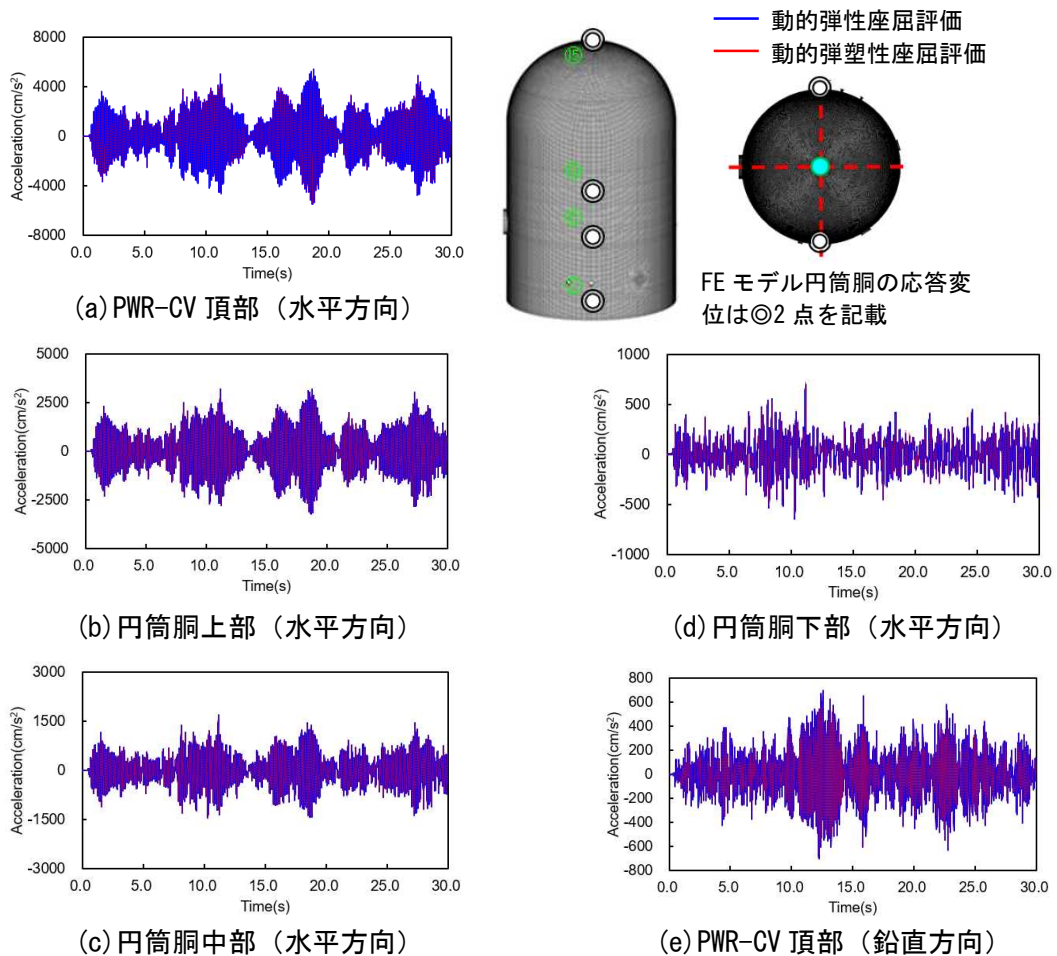 動的弾性座屈評価
動的弾塑性座屈評価
8000
4000
0
-4000
-8000
Acceleration(cm/s²)
0.0 5.0 10.0 15.0 20.0 25.0 30.0
Time(s)
(a)PWR-CV 頂部（水平方向）
FE モデル円筒胴の応答変
位は◎2 点を記載
5000
2500
0
-2500
-5000
Acceleration(cm/s²)
0.0 5.0 10.0 15.0 20.0 25.0 30.0
Time(s)
(b)円筒胴上部（水平方向）
1000
500
0
-500
-1000
Acceleration(cm/s²)
0.0 5.0 10.0 15.0 20.0 25.0 30.0
Time(s)
(d)円筒胴下部（水平方向）
3000
1500
0
-1500
-3000
Acceleration(cm/s²)
0.0 5.0 10.0 15.0 20.0 25.0 30.0
Time(s)
(c)円筒胴中部（水平方向）
800
600
400
200
0
-200
-400
-600
-800
Acceleration(cm/s²)
0.0 5.0 10.0 15.0 20.0 25.0 30.0
Time(s)
(e)PWR-CV 頂部（鉛直方向）